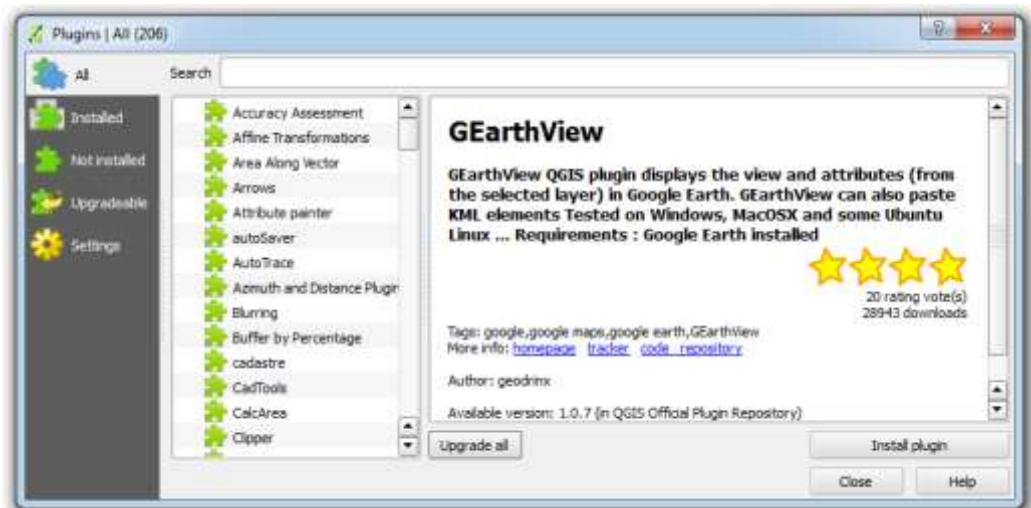 Plugins | All (206)
All
Installed
Not installed
Upgradeable
Settings
Search
Accuracy Assessment
Affine Transformations
Area Along Vector
Arrows
Attribute painter
autoSaver
AutoTrace
Azimuth and Distance Plugin
Blurring
Buffer by Percentage
cadastre
CadTools
CalcArea
Clipper
GEarthView
GEarthView QGIS plugin displays the view and attributes (from
the selected layer) in Google Earth. GEarthView can also paste
KML elements Tested on Windows, MacOSX and some Ubuntu
Linux ... Requirements : Google Earth installed
20 rating vote(s)
28943 downloads
Tags: google,google maps,google earth,GEarthView
More info: homepage tracker code_repository
Author: geodrinx
Available version: 1.0.7 (in QGIS Official Plugin Repository)
Upgrade all
Install plugin
Close
Help